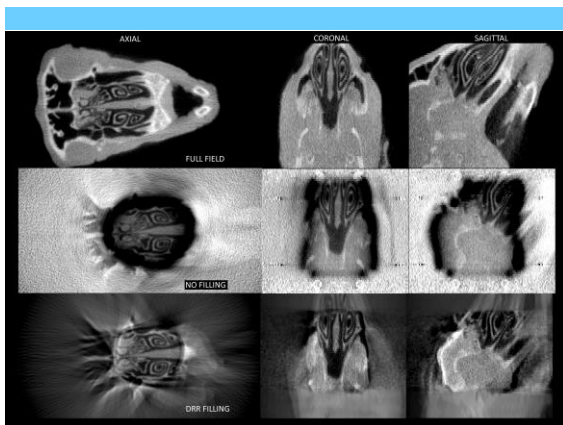 AXIAL
CORONAL
SAGITTAL
FULL FIELD
NO FILLING
DRR FILLING